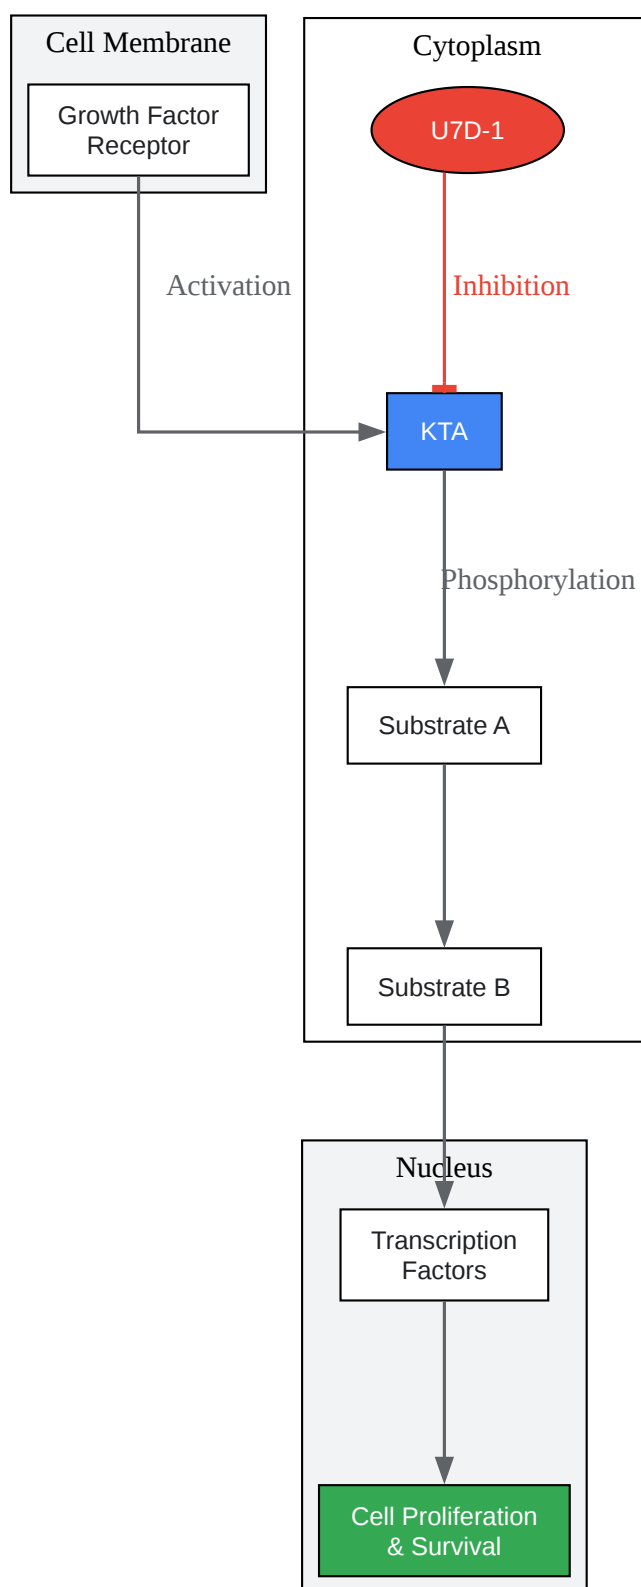 Cell Membrane
Growth Factor
Receptor
Cytoplasm
U7D-1
Activation
Inhibition
KTA
Phosphorylation
Substrate A
Substrate B
Nucleus
Transcription
Factors
Cell Proliferation
& Survival